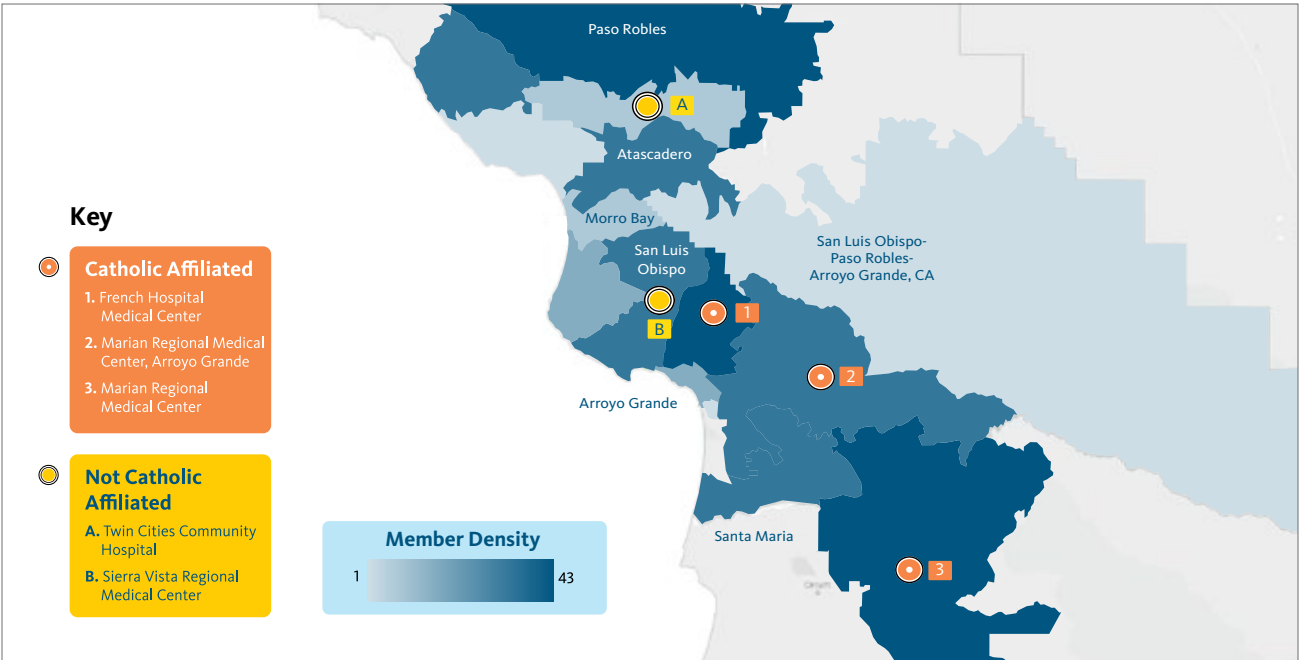 Paso Robles
A
Atascadero
Morro Bay
San Luis
Obispo
San Luis Obispo-
Paso Robles-
Arroyo Grande, CA
1
B
2
Arroyo Grande
Santa Maria
3
Key
Catholic Affiliated
1. French Hospital
Medical Center
2. Marian Regional Medical
Center, Arroyo Grande
3. Marian Regional
Medical Center
Not Catholic
Affiliated
A. Twin Cities Community
Hospital
B. Sierra Vista Regional
Medical Center
Member Density
1
43